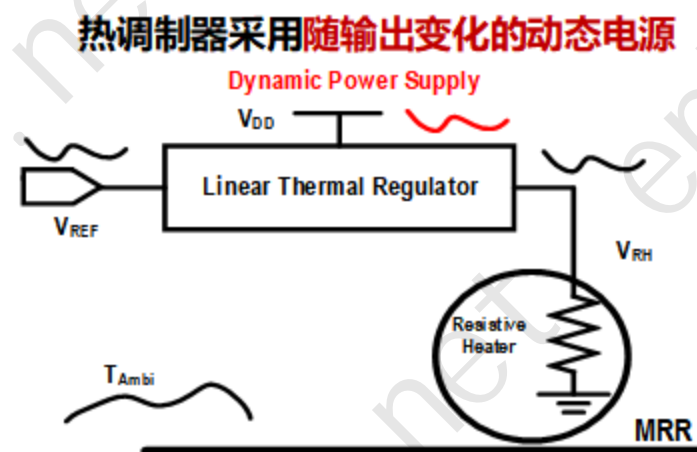 热调制器采用随输出变化的动态电源
Dynamic Power Supply
VDD
Linear Thermal Regulator
VREF
VRH
Resistive
Heater
TAmbi
MRR